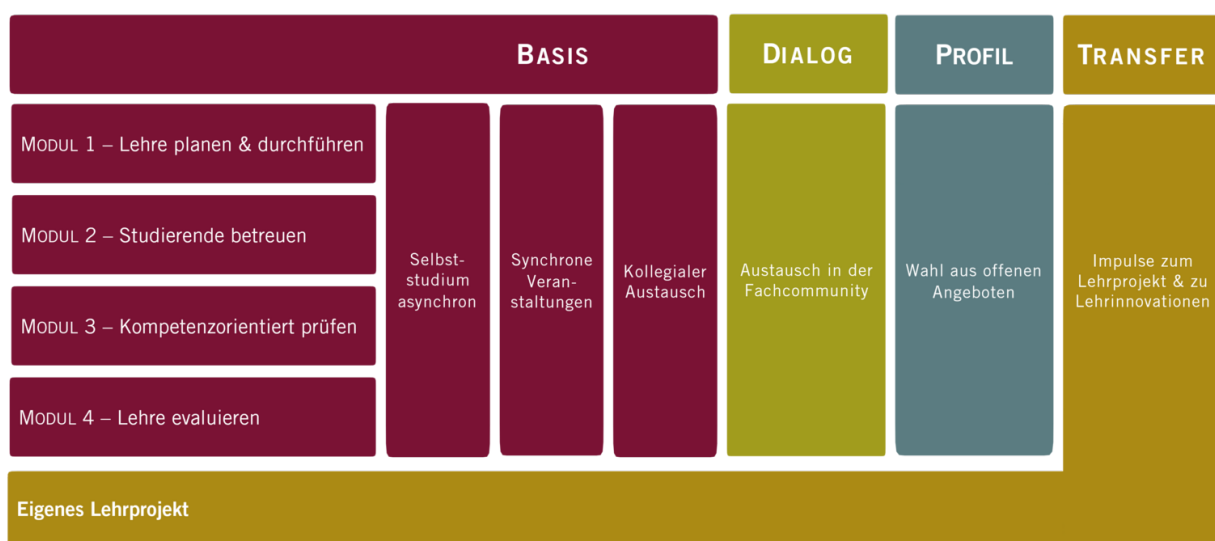 BASIS
DIALOG
PROFIL
TRANSFER
MODUL 1 – Lehre planen & durchführen
MODUL 2 – Studierende betreuen
MODUL 3 – Kompetenzorientiert prüfen
MODUL 4 – Lehre evaluieren
Selbst-
studium
asynchron
Synchrone
Veran-
staltungen
Kollegialer
Austausch
Austausch in der
Fachcommunity
Wahl aus offenen
Angeboten
Impulse zum
Lehrprojekt & zu
Lehrinnovationen
Eigenes Lehrprojekt